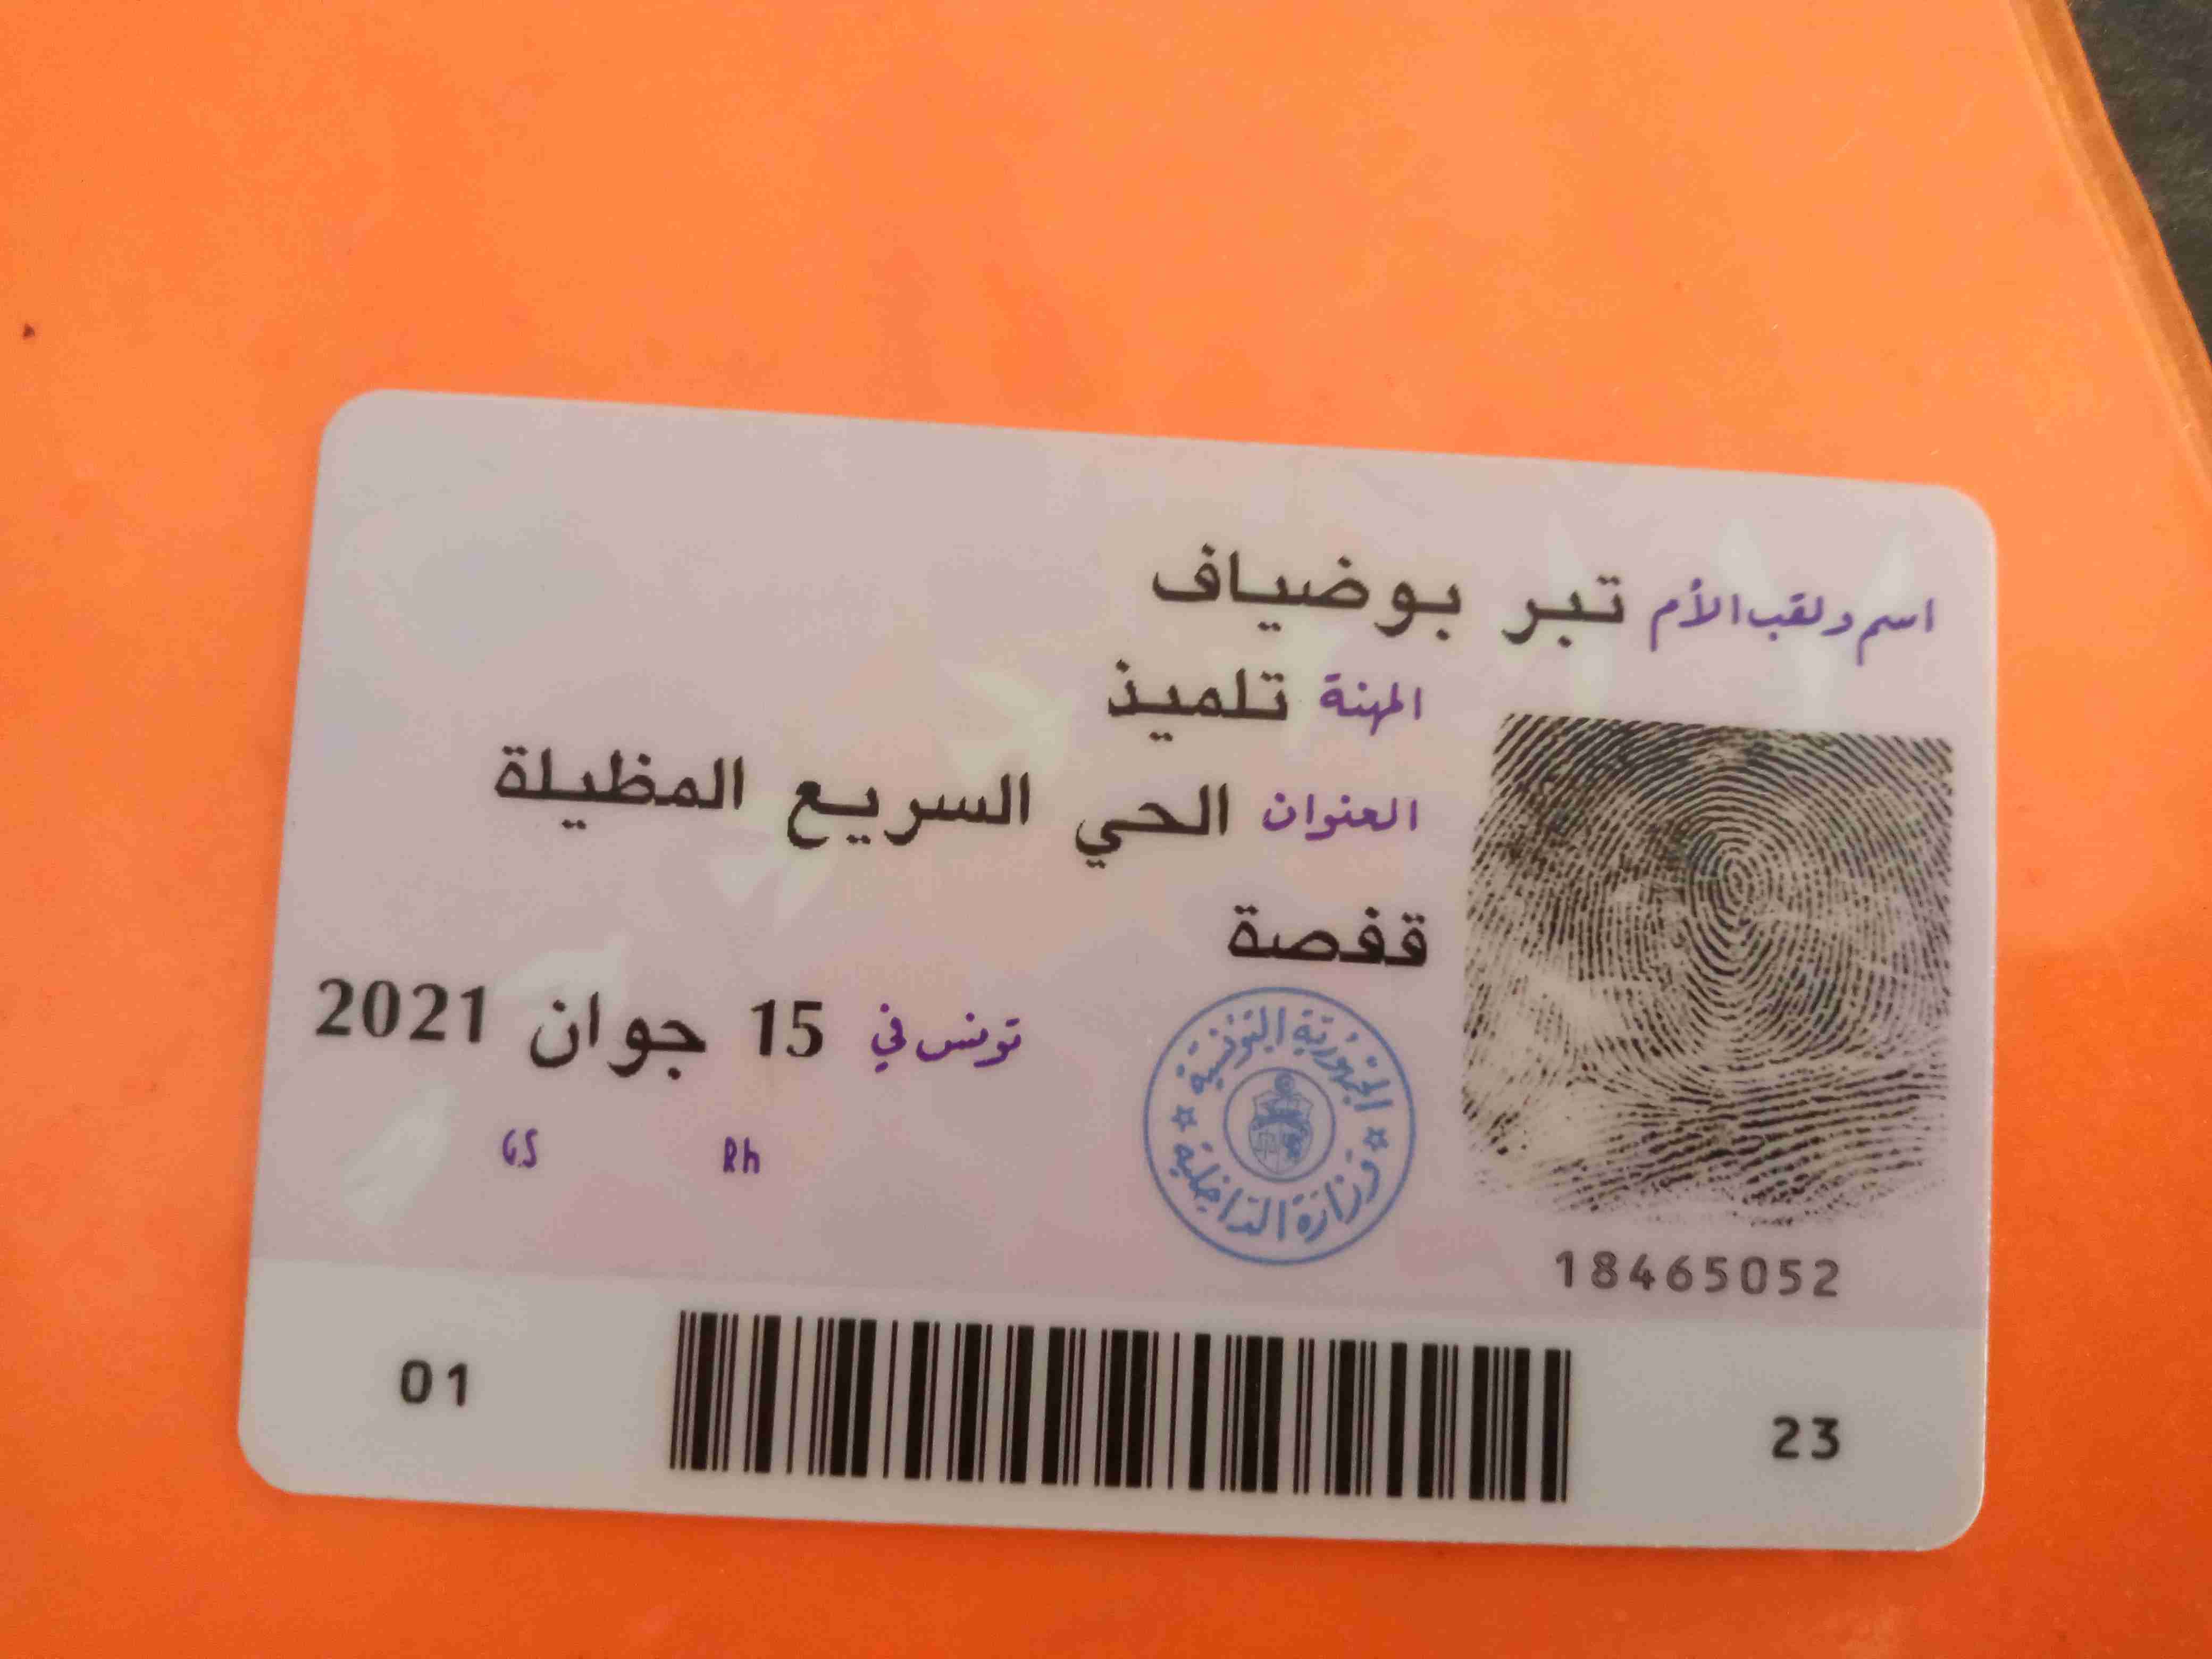 اسم ولقب الأم تبر بوضياف
المهنة تلميذ
العنوان الحي السريع المظيلة
قفصة
تونس في 15 جوان 2021
الجمهورية التونسية
وزارة الداخلية
GS Rh
18465052
01 23